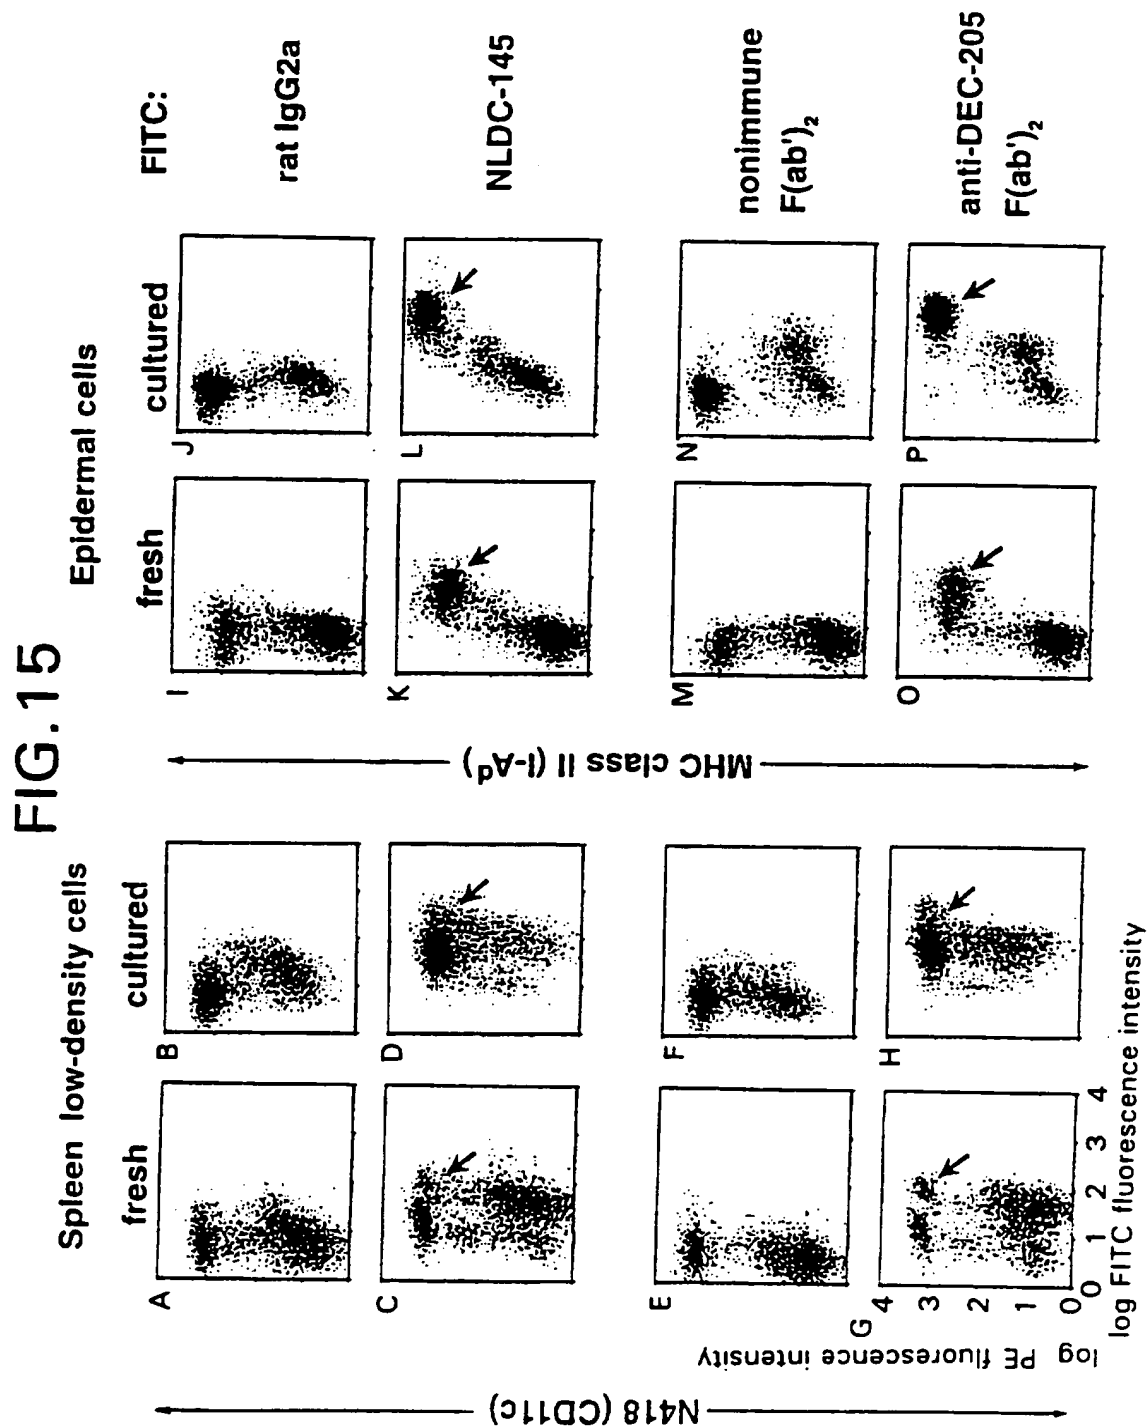 FIG. 15
Spleen low-density cells
Epidermal cells
fresh
cultured
fresh
cultured
FITC:
A
B
I
J
rat IgG2a
C
D
K
L
NLDC-145
E
F
M
N
nonimmune
F(ab')₂
G
H
O
P
anti-DEC-205
F(ab')₂
N418 (CD11c)
MHC class II (I-Aᵈ)
log PE fluorescence intensity
4
3
2
1
0
0 1 2 3 4
log FITC fluorescence intensity